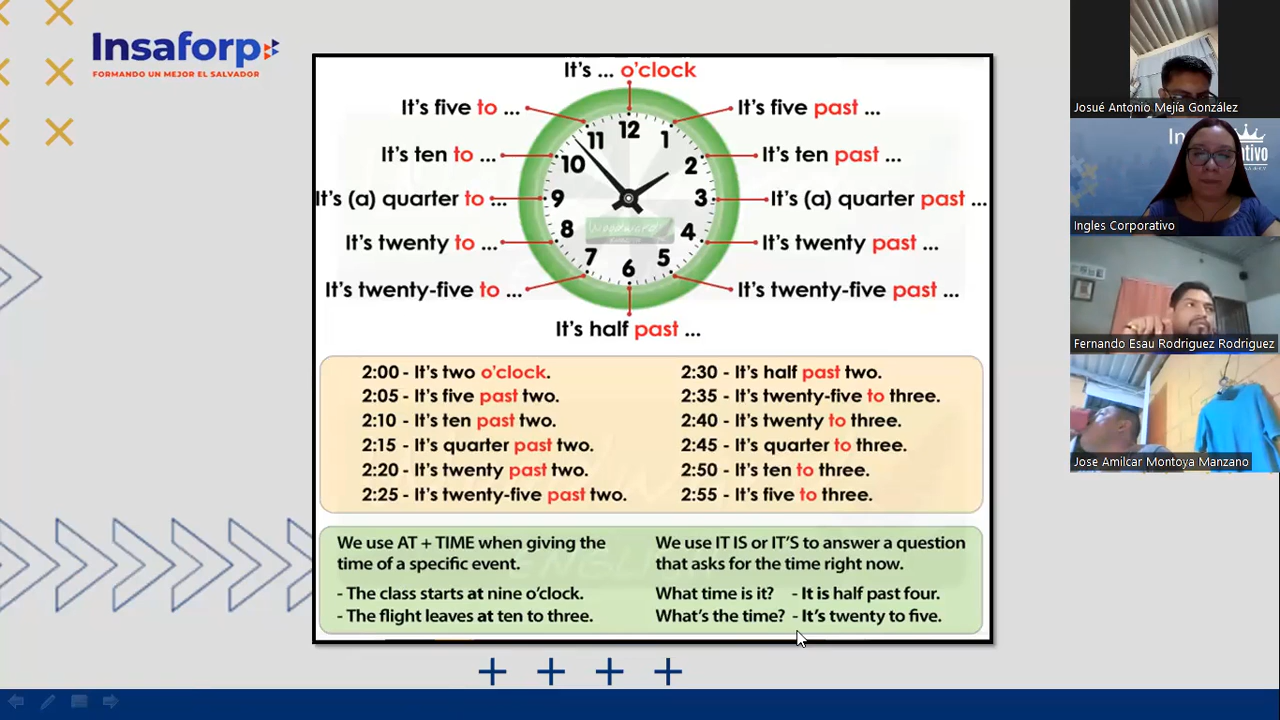 Insaforp
FORMANDO UN MEJOR EL SALVADOR
It's ... o'clock
It's five to ...
It's five past ...
It's ten to ...
It's ten past ...
It's (a) quarter to ...
It's (a) quarter past ...
It's twenty to ...
It's twenty past ...
It's twenty-five to ...
It's twenty-five past ...
It's half past ...
12
1
2
3
4
5
6
7
8
9
10
11
Woodward
ENGLISH
2:00 - It's two o'clock.
2:05 - It's five past two.
2:10 - It's ten past two.
2:15 - It's quarter past two.
2:20 - It's twenty past two.
2:25 - It's twenty-five past two.
2:30 - It's half past two.
2:35 - It's twenty-five to three.
2:40 - It's twenty to three.
2:45 - It's quarter to three.
2:50 - It's ten to three.
2:55 - It's five to three.
We use AT + TIME when giving the
time of a specific event.
- The class starts at nine o'clock.
- The flight leaves at ten to three.
We use IT IS or IT'S to answer a question
that asks for the time right now.
What time is it? - It is half past four.
What's the time? - It's twenty to five.
Josué Antonio Mejía González
Ingles Corporativo
Fernando Esau Rodriguez Rodriguez
Jose Amilcar Montoya Manzano